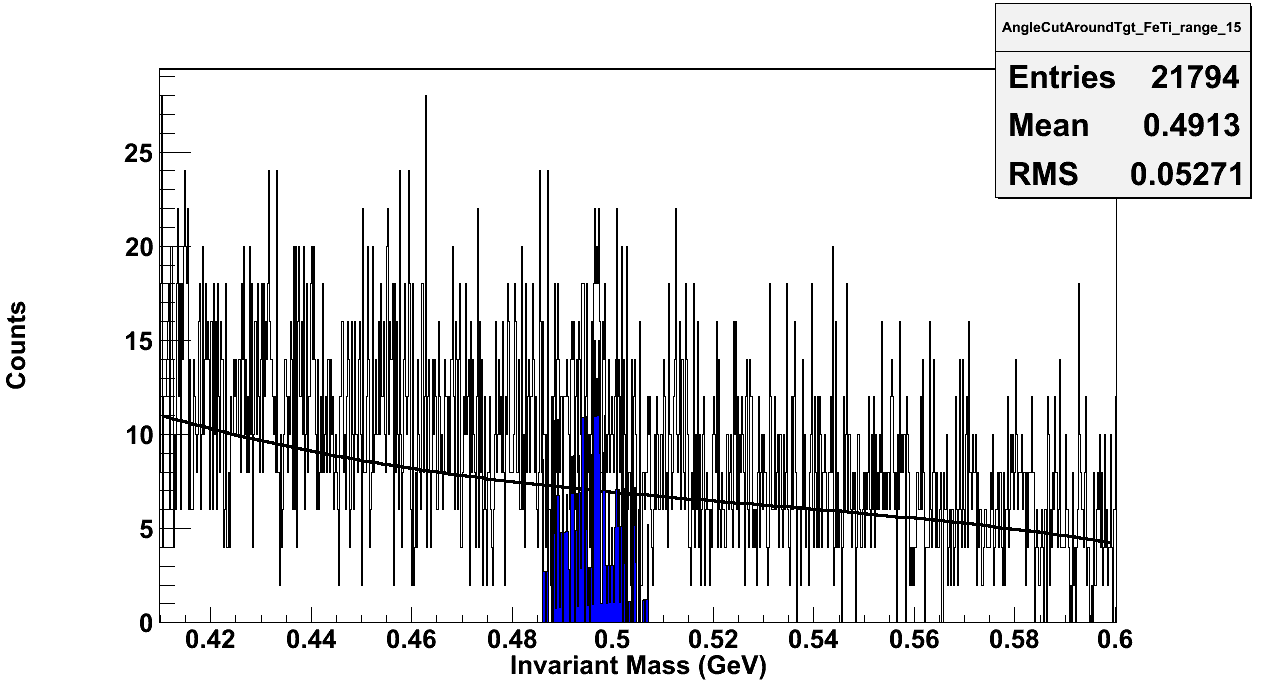 AngleCutAroundTgt_FeTi_range_15
Entries 21794
Mean 0.4913
RMS 0.05271
Counts
25
20
15
10
5
0
0.42 0.44 0.46 0.48 0.5 0.52 0.54 0.56 0.58 0.6
Invariant Mass (GeV)